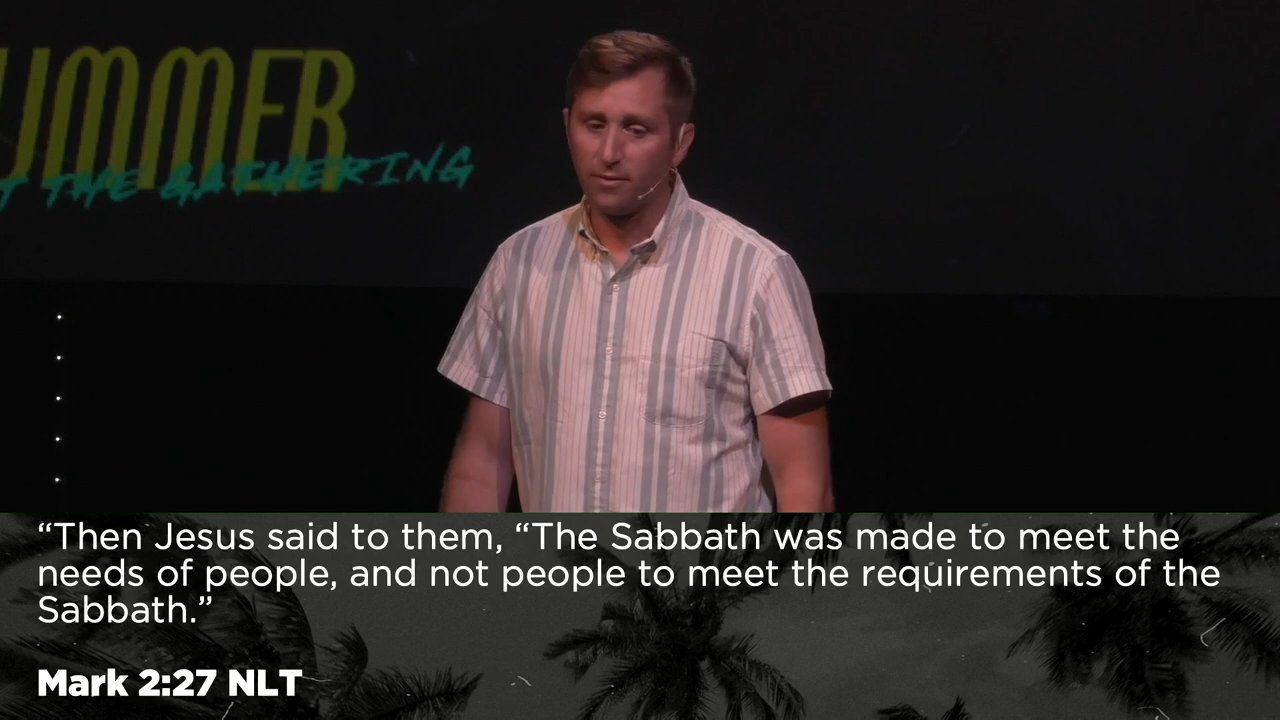 UMMER
T THE GATHERING
“Then Jesus said to them, “The Sabbath was made to meet the
needs of people, and not people to meet the requirements of the
Sabbath.”
Mark 2:27 NLT